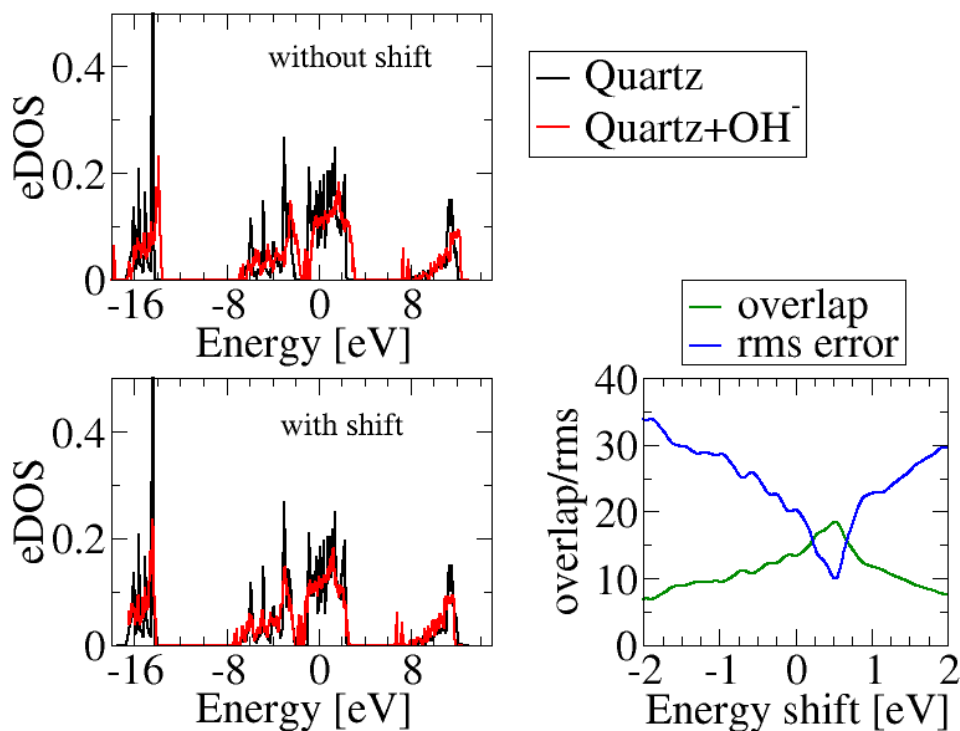 without shift
0.4
0.2
0
eDOS
-16 -8 0 8
Energy [eV]
Quartz
Quartz+OH⁻
with shift
0.4
0.2
0
eDOS
-16 -8 0 8
Energy [eV]
overlap
rms error
40
30
20
10
0
overlap/rms
-2 -1 0 1 2
Energy shift [eV]